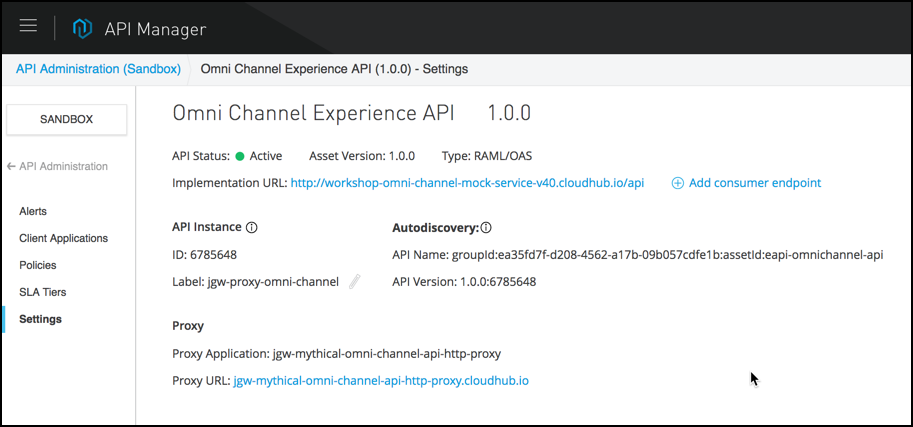 API Manager
API Administration (Sandbox) Omni Channel Experience API (1.0.0) - Settings
SANDBOX
API Administration
Alerts
Client Applications
Policies
SLA Tiers
Settings
Omni Channel Experience API 1.0.0
API Status: Active Asset Version: 1.0.0 Type: RAML/OAS
Implementation URL: http://workshop-omni-channel-mock-service-v40.cloudhub.io/api Add consumer endpoint
API Instance Autodiscovery:
ID: 6785648 API Name: groupId:ea35fd7f-d208-4562-a17b-09b057cdfe1b:assetId:eapi-omnichannel-api
Label: jgw-proxy-omni-channel API Version: 1.0.0:6785648
Proxy
Proxy Application: jgw-mythical-omni-channel-api-http-proxy
Proxy URL: jgw-mythical-omni-channel-api-http-proxy.cloudhub.io